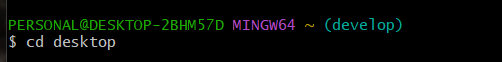 PERSONAL@DESKTOP-2BHM57D MINGW64 ~ (develop)
$ cd desktop